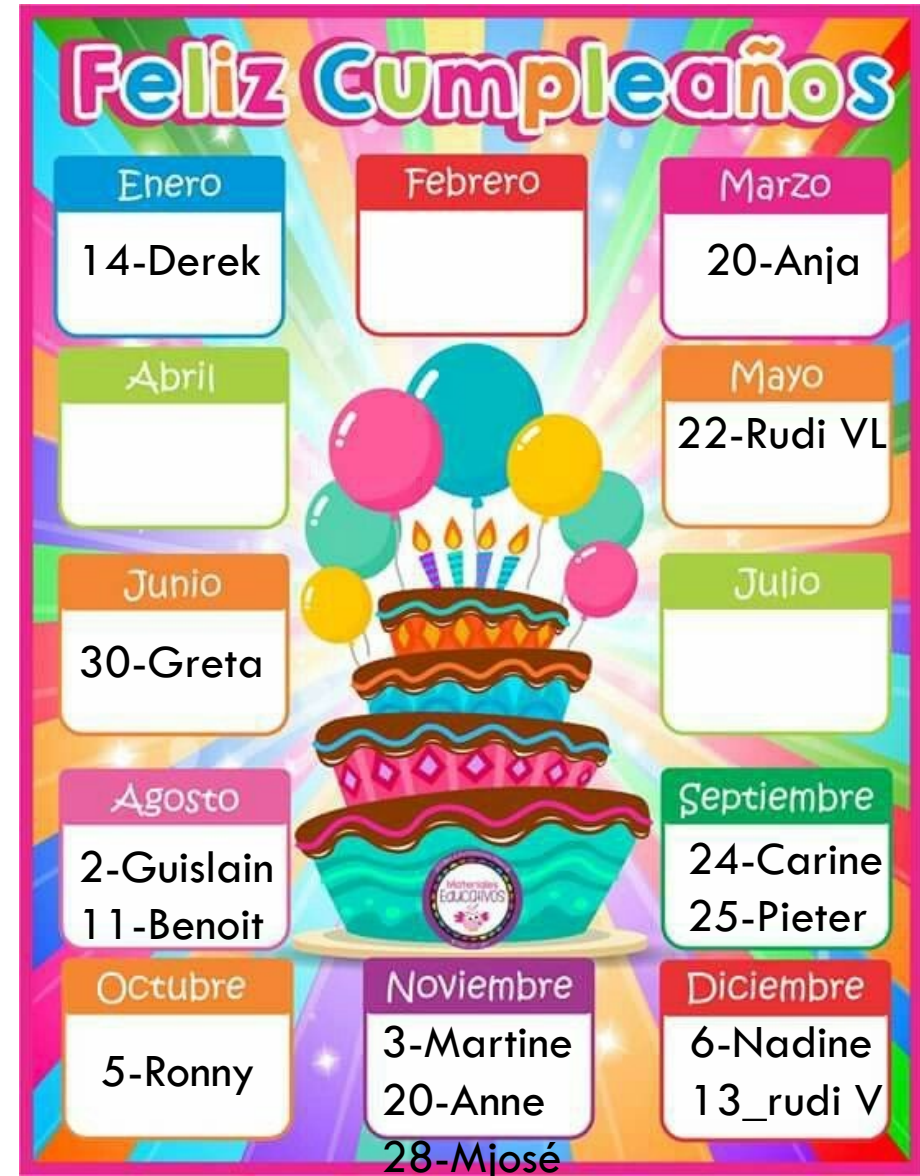 Feliz Cumpleaños
Enero
14-Derek
Febrero
Marzo
20-Anja
Abril
Mayo
22-Rudi VL
Junio
30-Greta
Julio
Agosto
2-Guislain
11-Benoit
Septiembre
24-Carine
25-Pieter
Materiales
Educativos
Octubre
5-Ronny
Noviembre
3-Martine
20-Anne
28-Mjosé
Diciembre
6-Nadine
13_rudi V